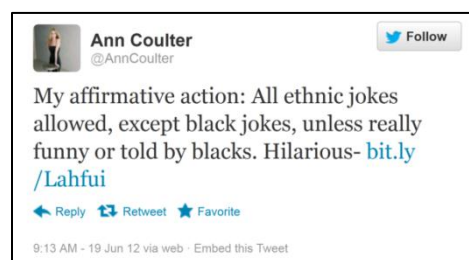 Ann Coulter
@AnnCoulter
Follow
My affirmative action: All ethnic jokes
allowed, except black jokes, unless really
funny or told by blacks. Hilarious- bit.ly
/Lahfui
Reply Retweet Favorite
9:13 AM - 19 Jun 12 via web · Embed this Tweet